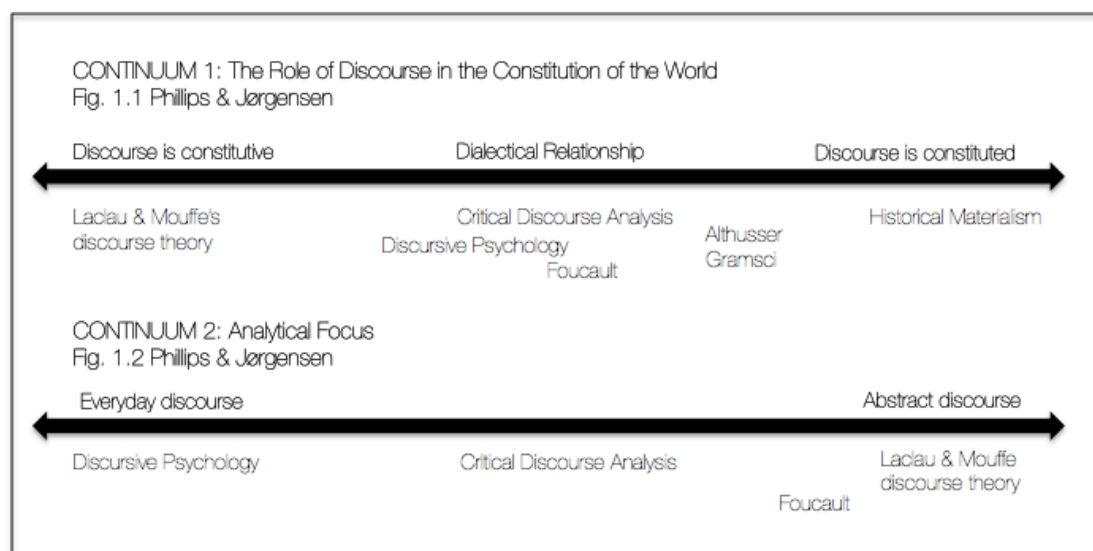 CONTINUUM 1: The Role of Discourse in the Constitution of the World
Fig. 1.1 Phillips & Jørgensen
Discourse is constitutive Dialectical Relationship Discourse is constituted
Laclau & Mouffe's
discourse theory
Critical Discourse Analysis
Discursive Psychology
Foucault
Althusser
Gramsci
Historical Materialism
CONTINUUM 2: Analytical Focus
Fig. 1.2 Phillips & Jørgensen
Everyday discourse Abstract discourse
Discursive Psychology
Critical Discourse Analysis
Foucault
Laclau & Mouffe
discourse theory